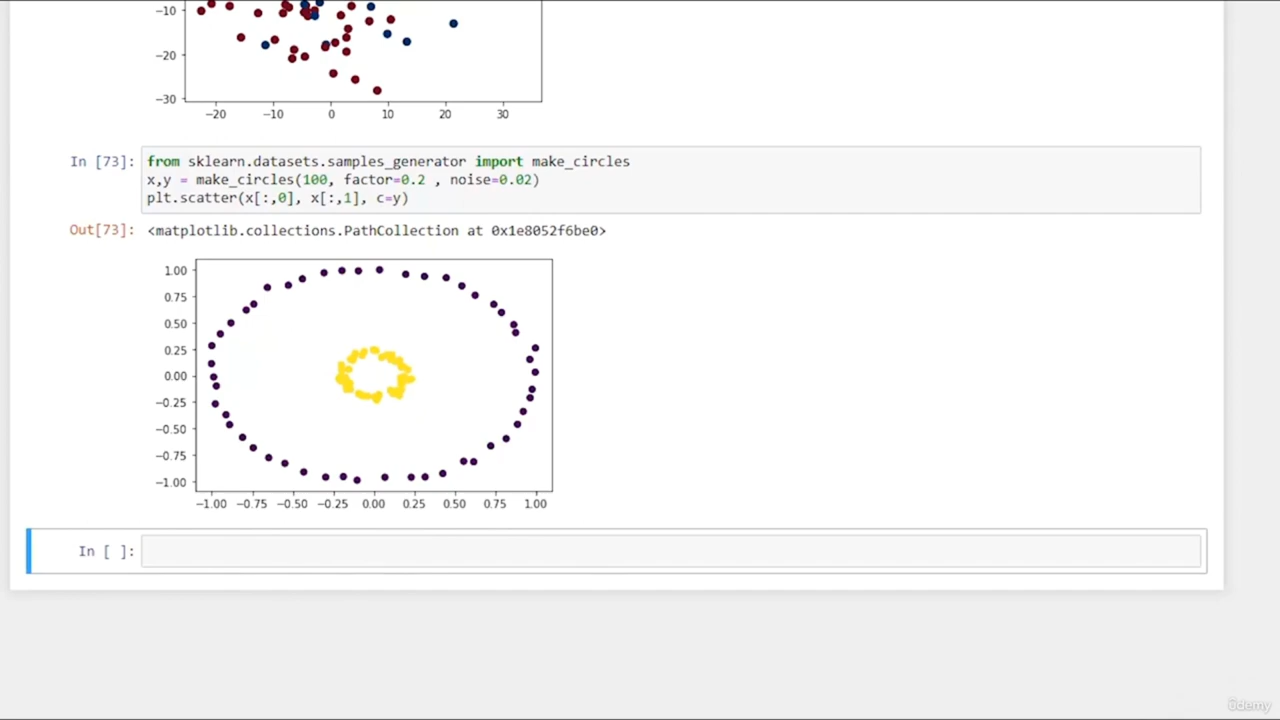 −10
−20
−30
−20 −10 0 10 20 30
In [73]: from sklearn.datasets.samples_generator import make_circles
x,y = make_circles(100, factor=0.2 , noise=0.02)
plt.scatter(x[:,0], x[:,1], c=y)
Out[73]: <matplotlib.collections.PathCollection at 0x1e8052f6be0>
1.00
0.75
0.50
0.25
0.00
−0.25
−0.50
−0.75
−1.00
−1.00 −0.75 −0.50 −0.25 0.00 0.25 0.50 0.75 1.00
In [ ]:
ûdemy